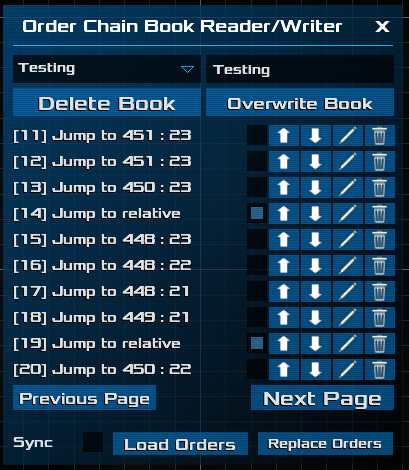 Order Chain Book Reader/Writer X
Testing Testing
Delete Book Overwrite Book
[11] Jump to 451 : 23
[12] Jump to 451 : 23
[13] Jump to 450 : 23
[14] Jump to relative
[15] Jump to 448 : 23
[16] Jump to 448 : 22
[17] Jump to 448 : 21
[18] Jump to 449 : 21
[19] Jump to relative
[20] Jump to 450 : 22
Previous Page Next Page
Sync Load Orders Replace Orders